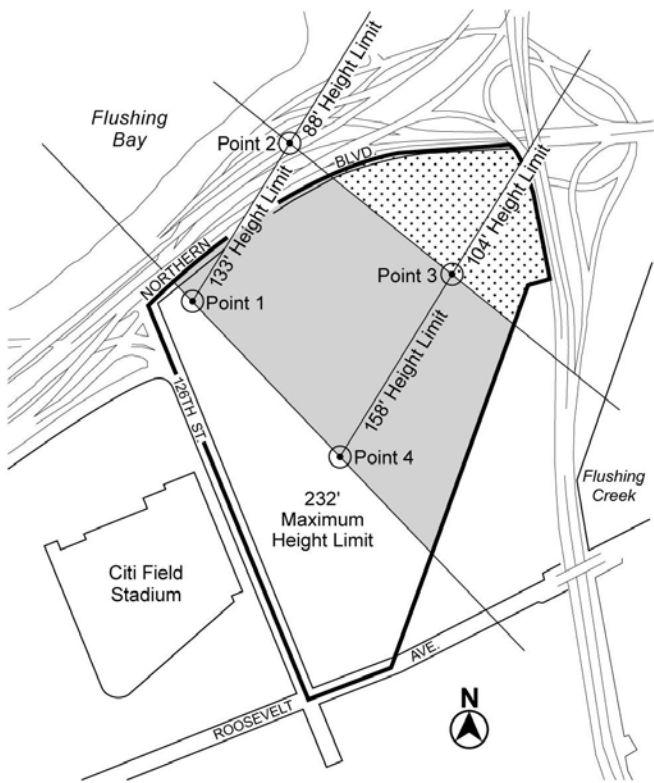 Flushing
Bay
Point 2
88' Height Limit
BLVD.
133' Height Limit
104' Height Limit
NORTHERN
Point 3
Point 1
158' Height Limit
126TH ST.
Point 4
232'
Maximum
Height Limit
Flushing
Creek
Citi Field
Stadium
AVE.
ROOSEVELT
N